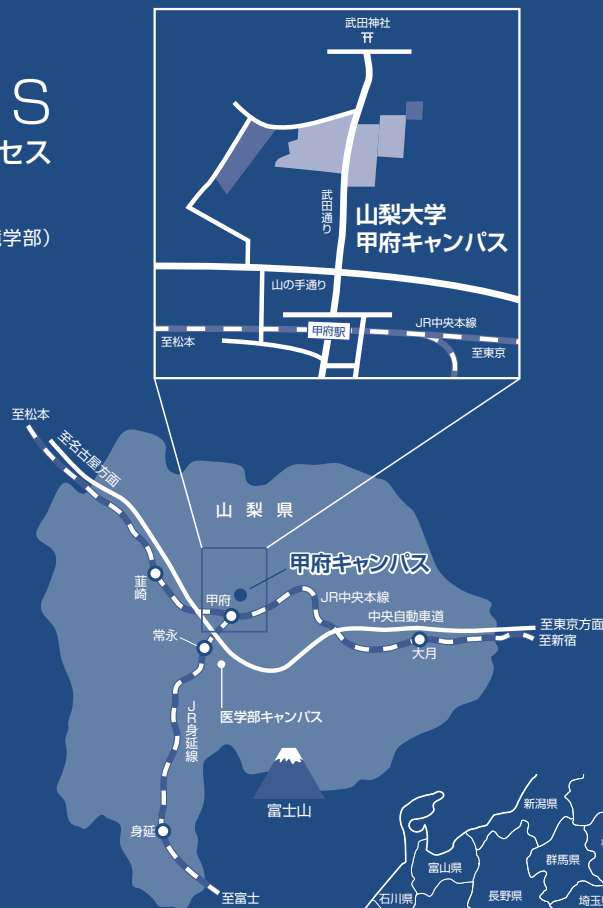 S
セス
学部）
武田神社
武田通り
山梨大学
甲府キャンパス
山の手通り
甲府駅
JR中央本線
至松本
至東京
至松本
至名古屋方面
山梨県
甲府キャンパス
韮崎
甲府
JR中央本線
中央自動車道
常永
大月
至東京方面
至新宿
医学部キャンパス
JR身延線
富士山
身延
至富士
新潟県
富山県
群馬県
石川県
長野県
埼玉